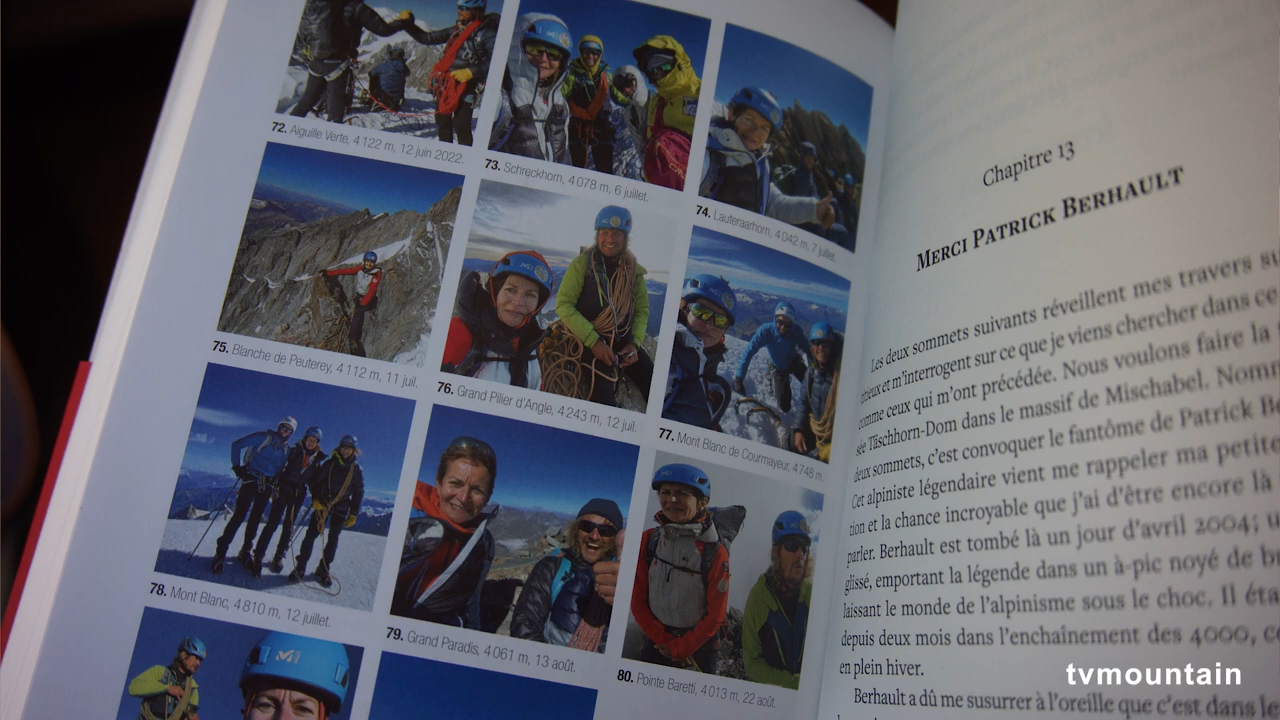 72. Aiguille Verte, 4 122 m, 12 juin 2022.
73. Schreckhorn, 4 078 m, 6 juillet.
74. Lauteraarhorn, 4 042 m, 7 juillet.
75. Blanche de Peuterey, 4 112 m, 11 juil.
76. Grand Pilier d'Angle, 4 243 m, 12 juil.
77. Mont Blanc de Courmayeur, 4 748 m.
78. Mont Blanc, 4 810 m, 12 juillet.
79. Grand Paradis, 4 061 m, 13 août.
80. Pointe Baretti, 4 013 m, 22 août.
Chapitre 13
MERCI PATRICK BERHAULT
Les deux sommets suivants réveillent mes travers
et m'interrogent sur ce que je viens chercher dans ce
comme ceux qui m'ont précédée. Nous voulons faire la
sée Täschhorn-Dom dans le massif de Mischabel.
deux sommets, c'est convoquer le fantôme de Patrick
Cet alpiniste légendaire vient me rappeler ma petite
tion et la chance incroyable que j'ai d'être encore là
parler. Berhault est tombé là un jour d'avril 2004;
glissé, emportant la légende dans un à-pic noyé de
laissant le monde de l'alpinisme sous le choc. Il
depuis deux mois dans l'enchaînement des 4000,
en plein hiver.
Berhault a dû me susurrer à l'oreille que c'est dans
tvmountain